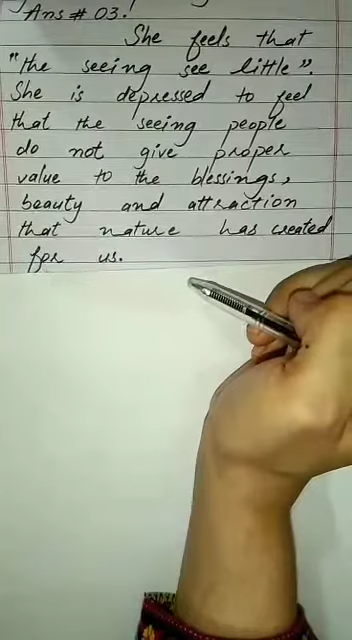 Ans # 03:
She feels that
"the seeing see little".
She is depressed to feel
that the seeing people
do not give proper
value to the blessings,
beauty and attraction
that nature has created
for us.